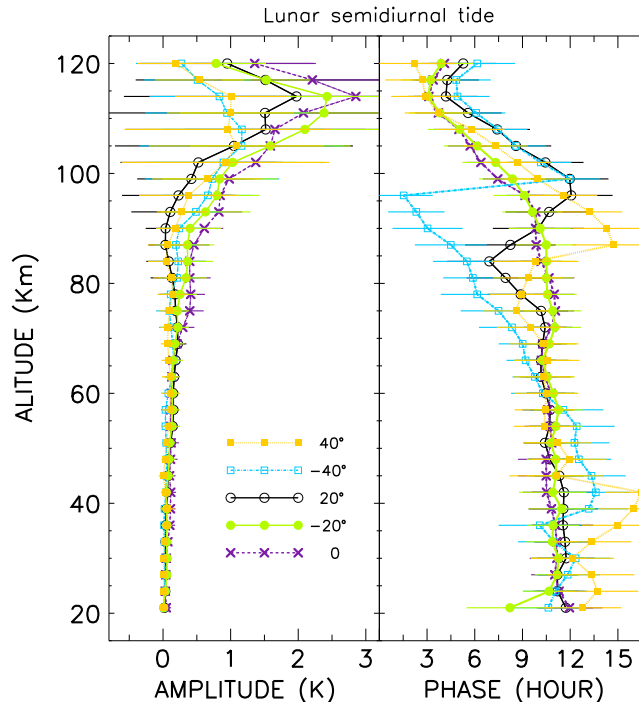 Lunar semidiurnal tide
120
100
80
60
40
20
ALITUDE (Km)
40°
-40°
20°
-20°
0
0 1 2 3
3 6 9 12 15
AMPLITUDE (K)
PHASE (HOUR)